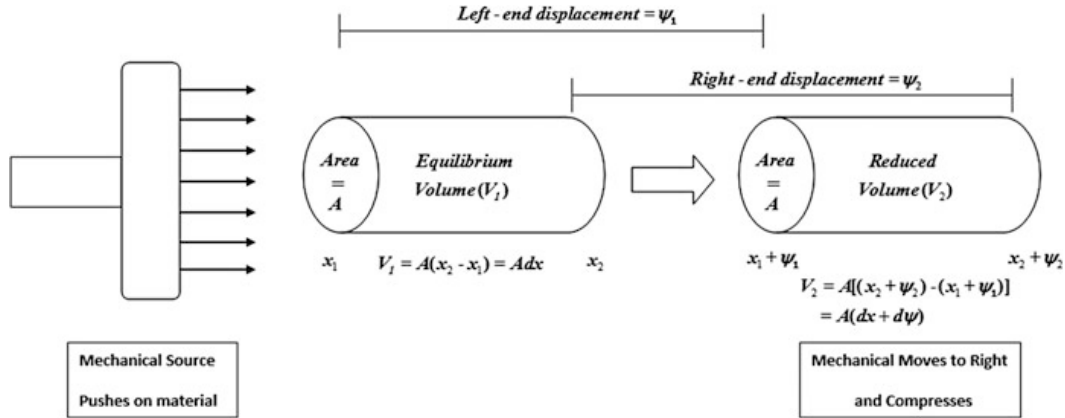 Left - end displacement = ψ₁
Right - end displacement = ψ₂
Area
=
A
Equilibrium
Volume(V₁)
Area
=
A
Reduced
Volume(V₂)
x₁
V₁ = A(x₂ - x₁) = Adx
x₂
x₁ + ψ₁
x₂ + ψ₂
V₂ = A[(x₂ + ψ₂) - (x₁ + ψ₁)]
= A(dx + dψ)
Mechanical Source
Pushes on material
Mechanical Moves to Right
and Compresses